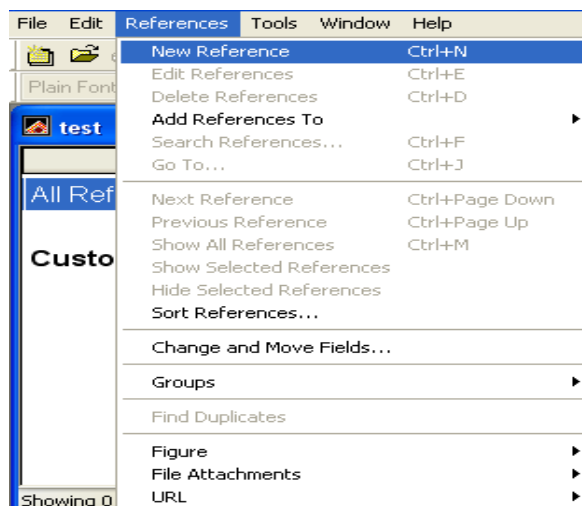 File Edit References Tools Window Help
New Reference Ctrl+N
Edit References Ctrl+E
Plain Font
Delete References Ctrl+D
test
Add References To
Search References... Ctrl+F
Go To... Ctrl+J
All Ref
Next Reference Ctrl+Page Down
Previous Reference Ctrl+Page Up
Show All References Ctrl+M
Custo
Show Selected References
Hide Selected References
Sort References...
Change and Move Fields...
Groups
Find Duplicates
Figure
File Attachments
URL
Showing 0